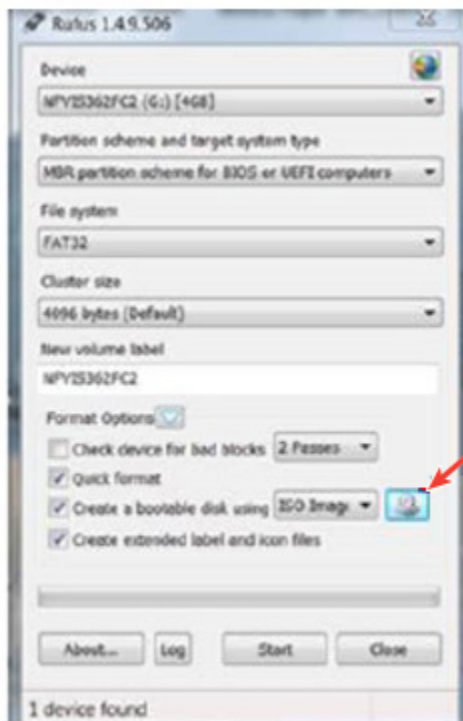 Rufus 1.4.9.506
Device
NFVIS362FC2 (G:) [4GB]
Partition scheme and target system type
MBR partition scheme for BIOS or UEFI computers
File system
FAT32
Cluster size
4096 bytes (Default)
New volume label
NFVIS362FC2
Format Options
Check device for bad blocks 2 Passes
Quick format
Create a bootable disk using ISO Imag
Create extended label and icon files
About... Log Start Close
1 device found